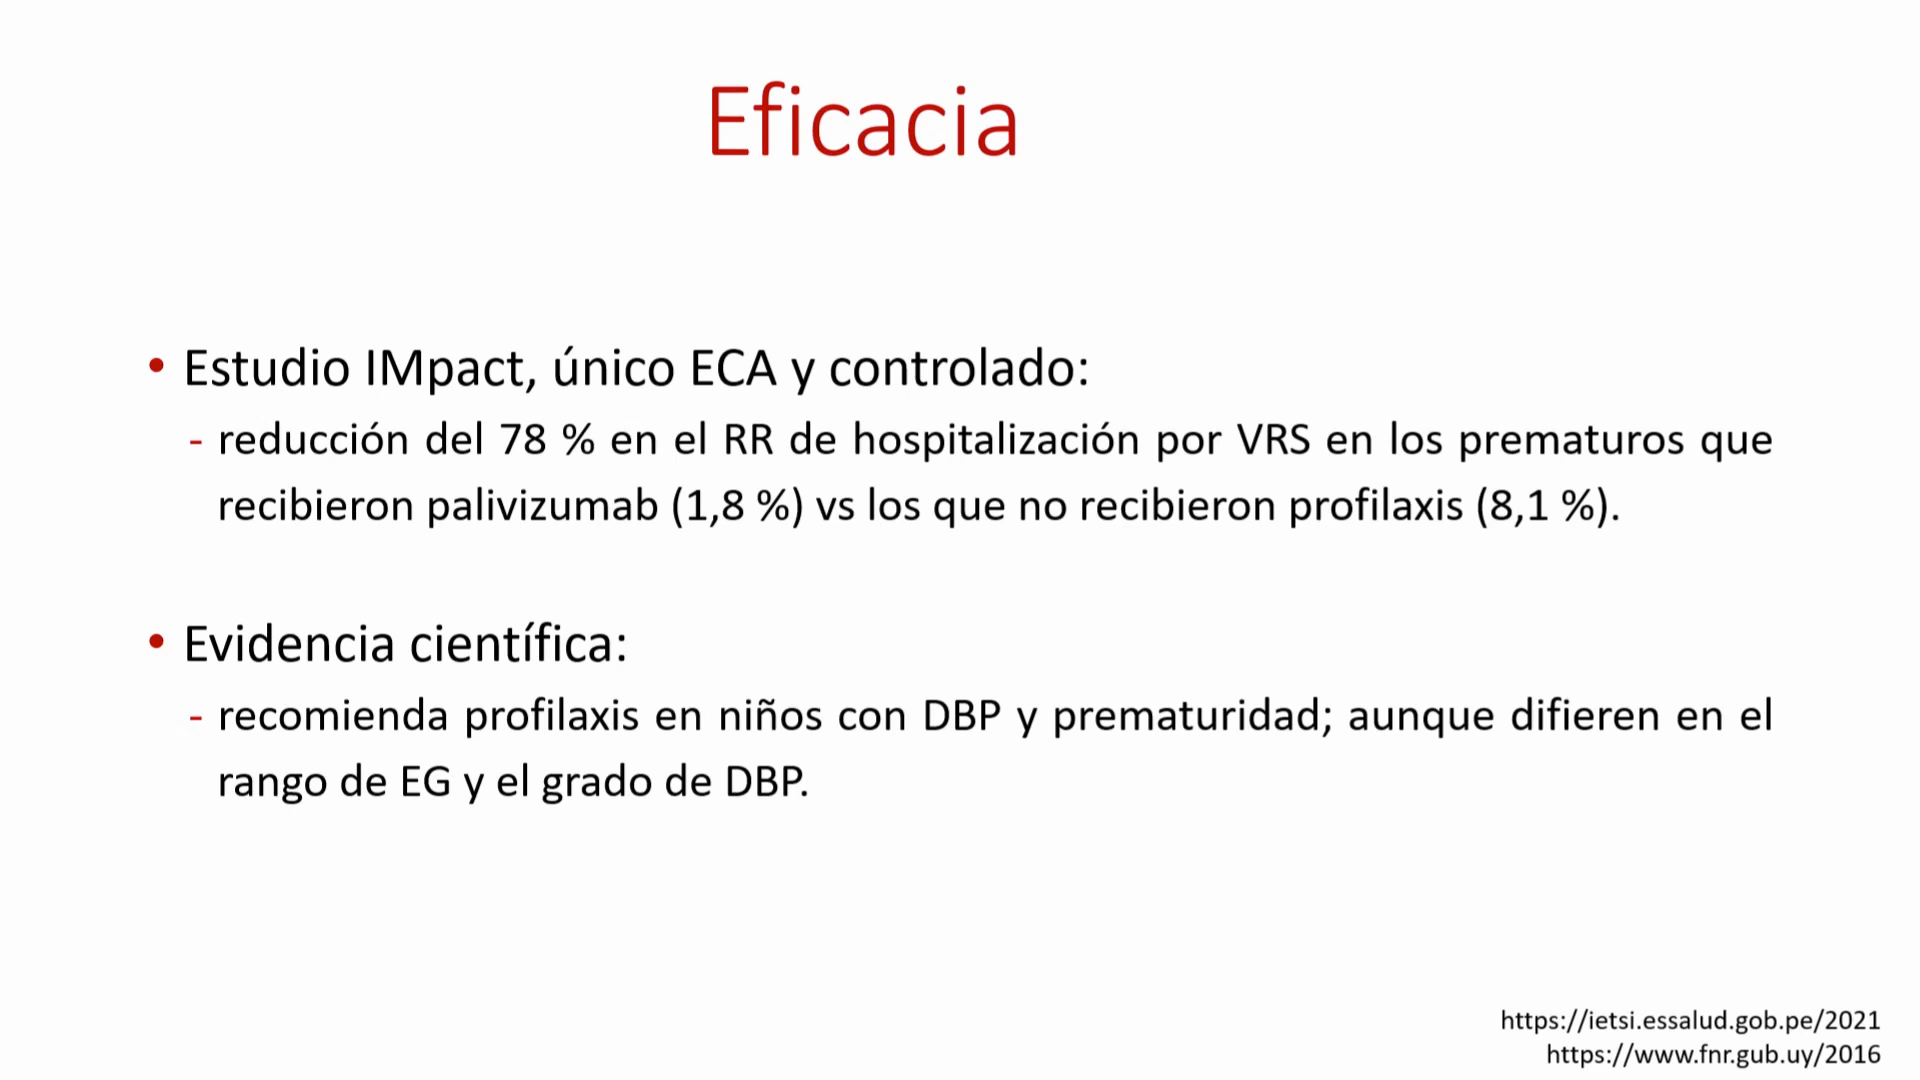 Eficacia
• Estudio IMpact, único ECA y controlado:
- reducción del 78 % en el RR de hospitalización por VRS en los prematuros que
recibieron palivizumab (1,8 %) vs los que no recibieron profilaxis (8,1 %).
• Evidencia científica:
- recomienda profilaxis en niños con DBP y prematuridad; aunque difieren en el
rango de EG y el grado de DBP.
https://ietsi.essalud.gob.pe/2021
https://www.fnr.gub.uy/2016